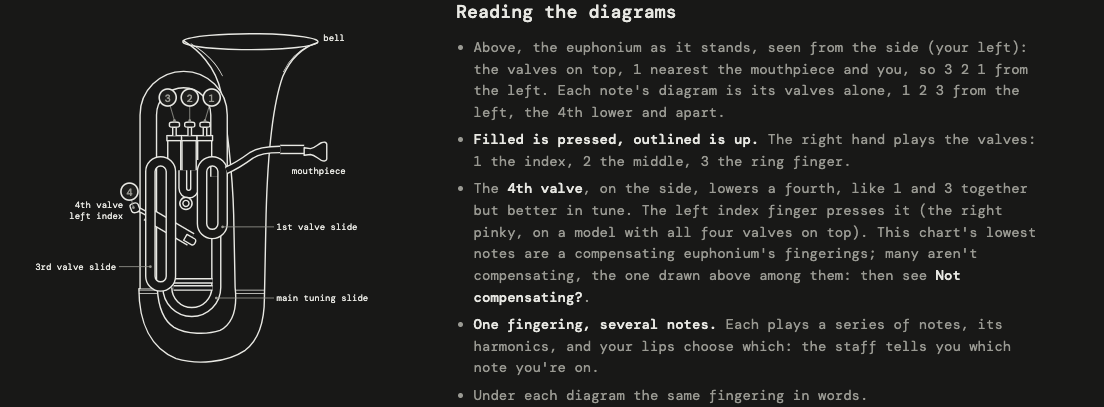 bell
3 2 1
mouthpiece
4
4th valve
left index
1st valve slide
3rd valve slide
main tuning slide
Reading the diagrams
• Above, the euphonium as it stands, seen from the side (your left):
the valves on top, 1 nearest the mouthpiece and you, so 3 2 1 from
the left. Each note's diagram is its valves alone, 1 2 3 from the
left, the 4th lower and apart.
• Filled is pressed, outlined is up. The right hand plays the valves:
1 the index, 2 the middle, 3 the ring finger.
• The 4th valve, on the side, lowers a fourth, like 1 and 3 together
but better in tune. The left index finger presses it (the right
pinky, on a model with all four valves on top). This chart's lowest
notes are a compensating euphonium's fingerings; many aren't
compensating, the one drawn above among them: then see Not
compensating?.
• One fingering, several notes. Each plays a series of notes, its
harmonics, and your lips choose which: the staff tells you which
note you're on.
• Under each diagram the same fingering in words.